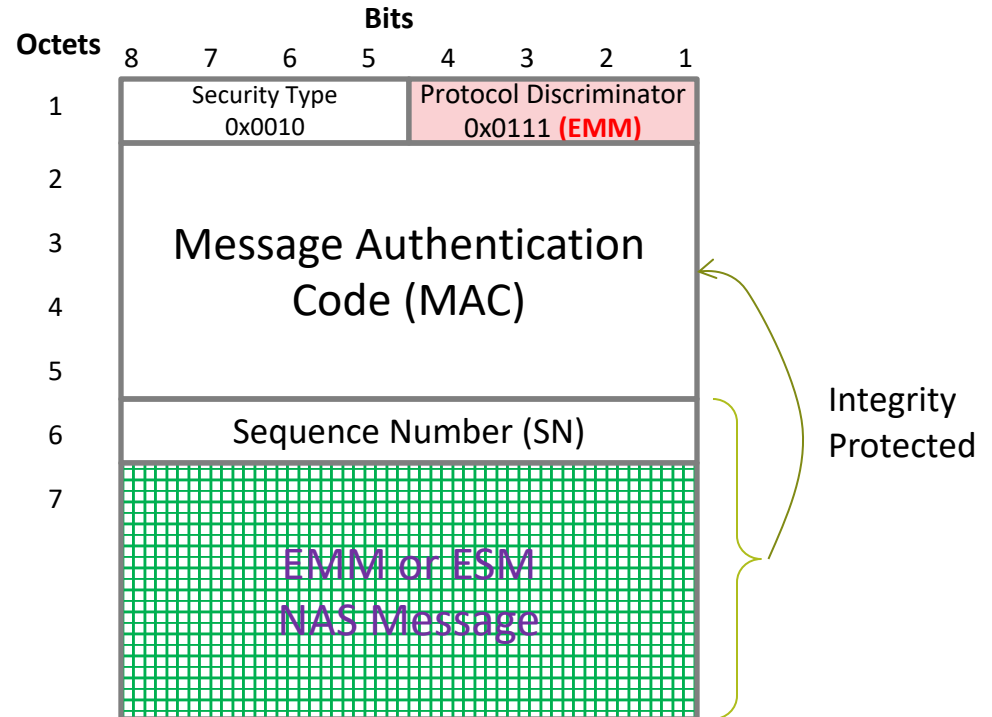 Bits
Octets
8 7 6 5 4 3 2 1
1
Security Type
0x0010
Protocol Discriminator
0x0111 (EMM)
2
3
4
5
Message Authentication
Code (MAC)
6
Sequence Number (SN)
7
EMM or ESM
NAS Message
Integrity
Protected